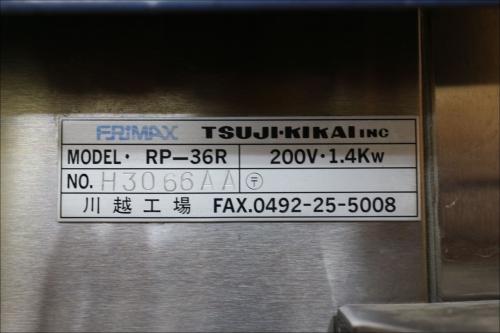 FRIMAX TSUJI・KIKAI INC
MODEL・ RP—36R 200V・1.4Kw
NO. H3066AA 〶
川越工場 FAX.0492-25-5008